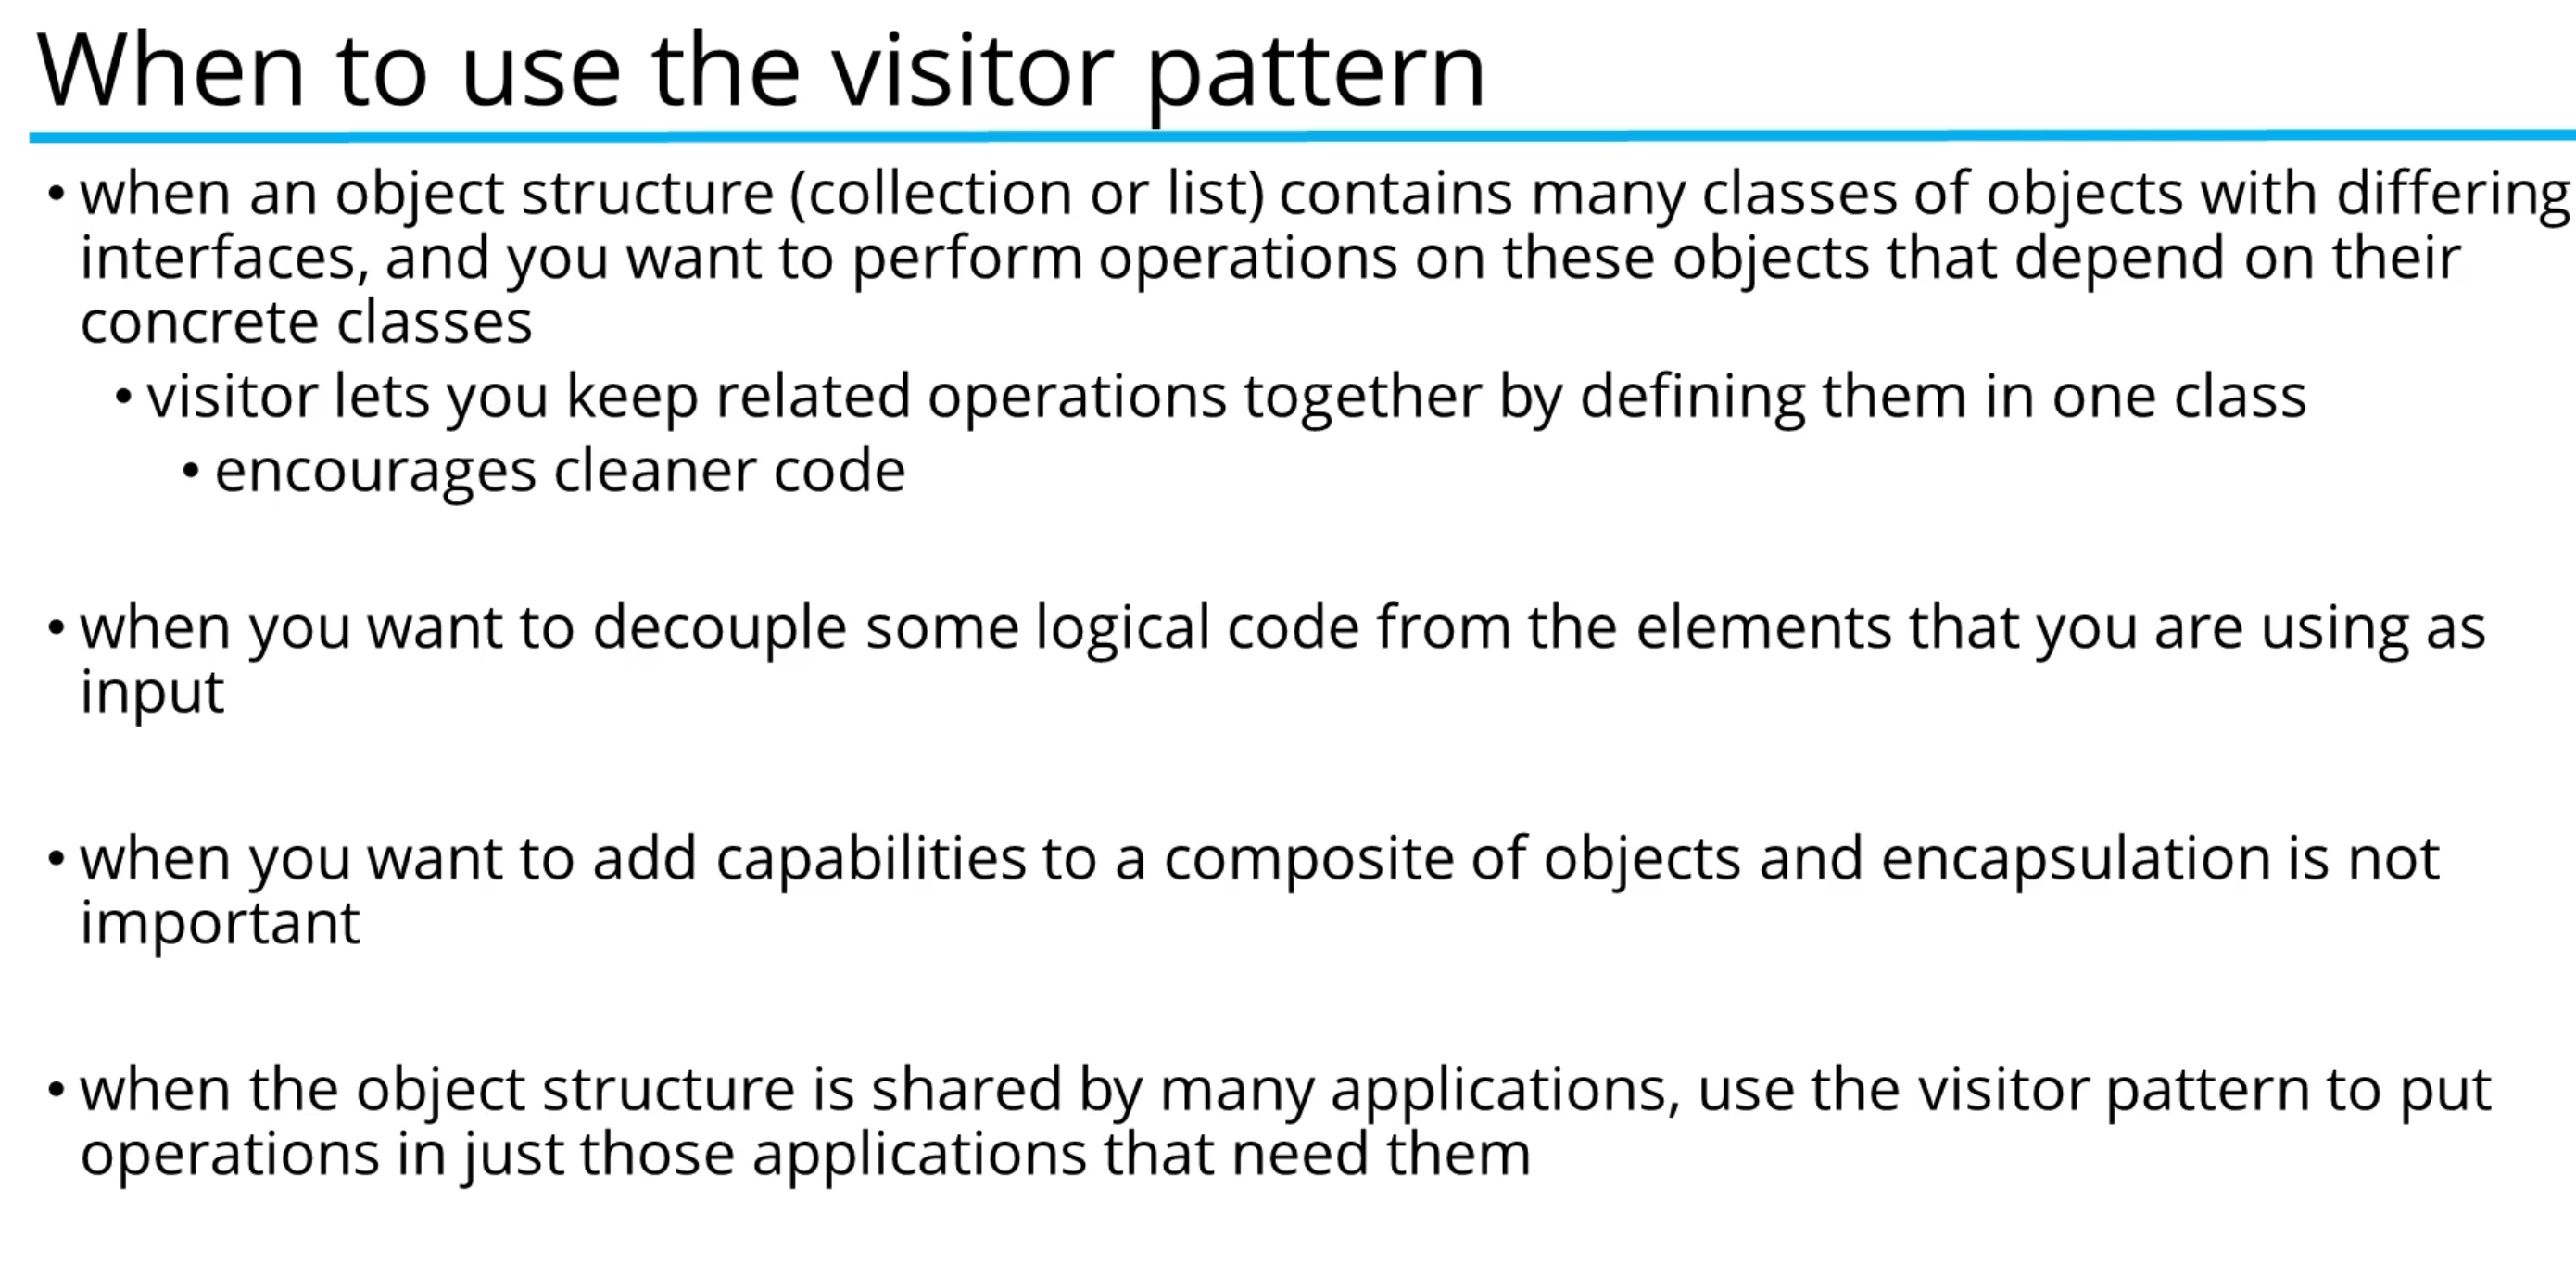 When to use the visitor pattern
• when an object structure (collection or list) contains many classes of objects with differing
interfaces, and you want to perform operations on these objects that depend on their
concrete classes
• visitor lets you keep related operations together by defining them in one class
• encourages cleaner code
• when you want to decouple some logical code from the elements that you are using as
input
• when you want to add capabilities to a composite of objects and encapsulation is not
important
• when the object structure is shared by many applications, use the visitor pattern to put
operations in just those applications that need them